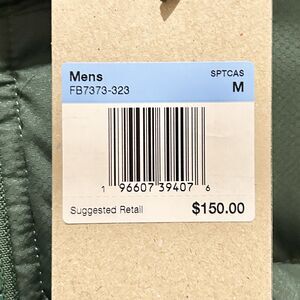 Mens SPTCAS
FB7373-323 M
1 96607 39407 6
Suggested Retail $150.00